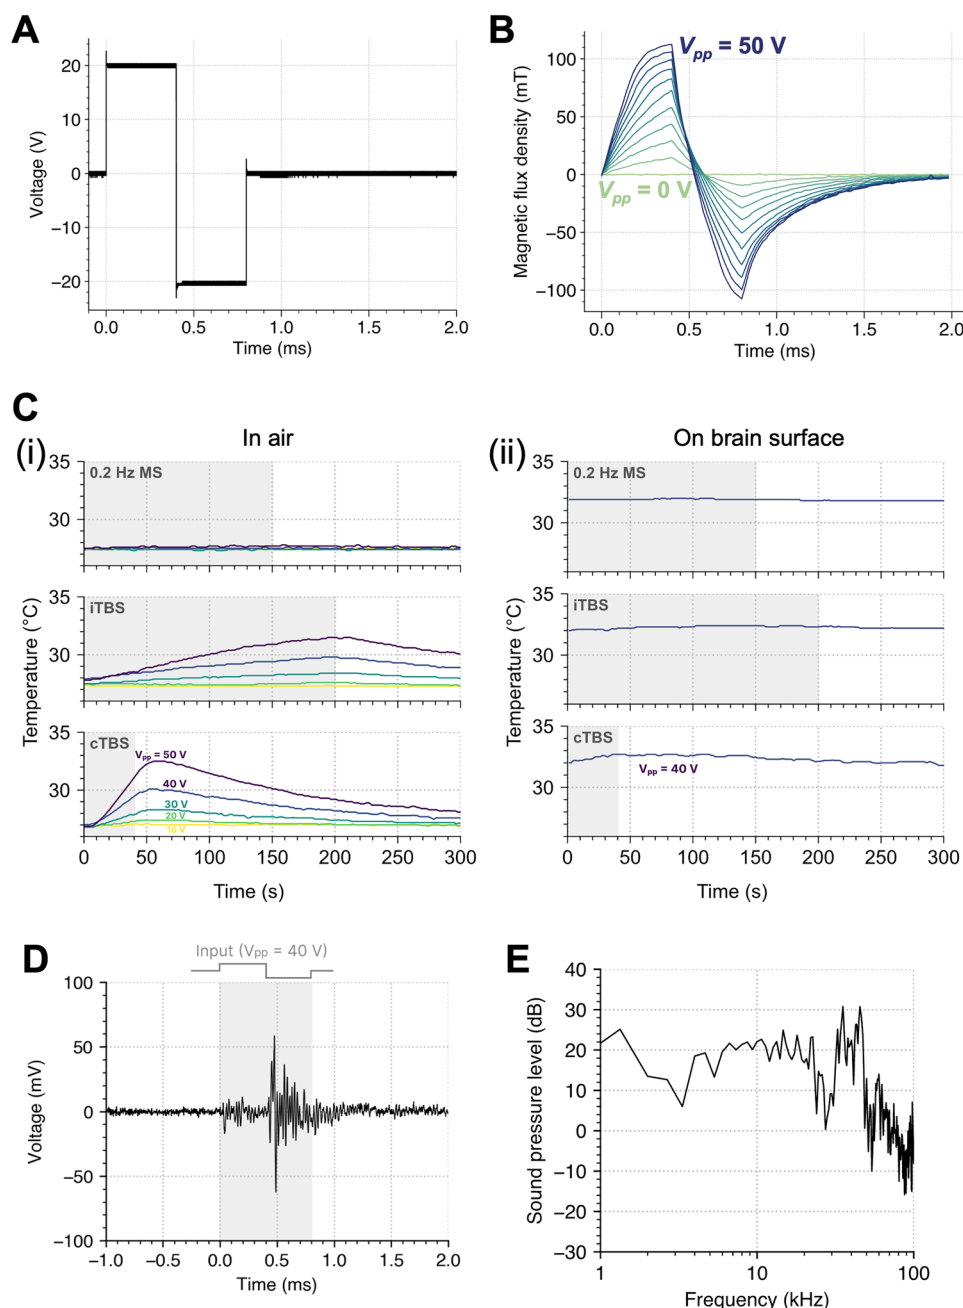 A
Voltage (V)
20
10
0
−10
−20
0.0
0.5
1.0
1.5
2.0
Time (ms)
B
Magnetic flux density (mT)
100
50
0
−50
−100
Vpp = 50 V
Vpp = 0 V
0.0
0.5
1.0
1.5
2.0
Time (ms)
C
(i)
In air
Temperature (°C)
35
30
0.2 Hz MS
35
30
iTBS
35
30
cTBS
Vpp = 50 V
40 V
30 V
20 V
10 V
0
50
100
150
200
250
300
Time (s)
(ii)
On brain surface
Temperature (°C)
35
30
0.2 Hz MS
35
30
iTBS
35
30
cTBS
Vpp = 40 V
0
50
100
150
200
250
300
Time (s)
D
Input (Vpp = 40 V)
Voltage (mV)
100
50
0
−50
−100
−1.0
−0.5
0.0
0.5
1.0
1.5
2.0
Time (ms)
E
Sound pressure level (dB)
40
30
20
10
0
−10
−20
−30
1
10
100
Frequency (kHz)